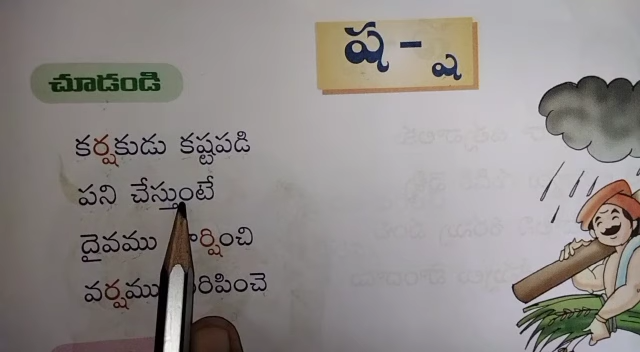 ష - ్ష
చూడండి
కర్షకుడు కష్టపడి
పని చేస్తుంటే
దైవము
వర్షము